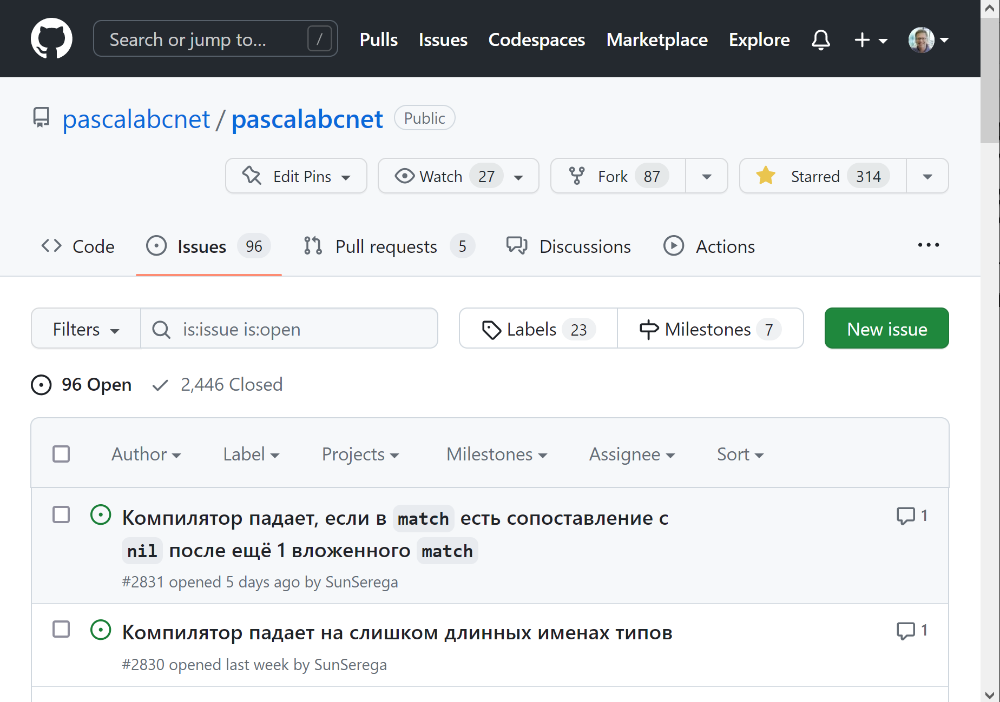 Search or jump to... / Pulls Issues Codespaces Marketplace Explore
pascalabcnet / pascalabcnet Public
Edit Pins Watch 27 Fork 87 Starred 314
Code Issues 96 Pull requests 5 Discussions Actions
Filters is:issue is:open Labels 23 Milestones 7 New issue
96 Open 2,446 Closed
Author Label Projects Milestones Assignee Sort
Компилятор падает, если в match есть сопоставление с 1
nil после ещё 1 вложенного match
#2831 opened 5 days ago by SunSerega
Компилятор падает на слишком длинных именах типов 1
#2830 opened last week by SunSerega